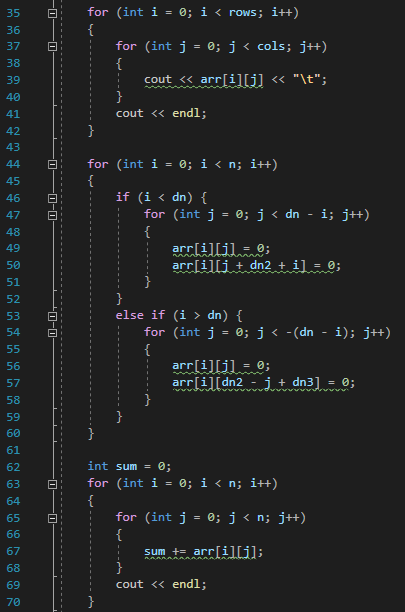 35 for (int i = 0; i < rows; i++)
36 {
37 for (int j = 0; j < cols; j++)
38 {
39 cout << arr[i][j] << "\t";
40 }
41 cout << endl;
42 }
43
44 for (int i = 0; i < n; i++)
45 {
46 if (i < dn) {
47 for (int j = 0; j < dn - i; j++)
48 {
49 arr[i][j] = 0;
50 arr[i][j + dn2 + i] = 0;
51 }
52 }
53 else if (i > dn) {
54 for (int j = 0; j < -(dn - i); j++)
55 {
56 arr[i][j] = 0;
57 arr[i][dn2 - j + dn3] = 0;
58 }
59 }
60 }
61
62 int sum = 0;
63 for (int i = 0; i < n; i++)
64 {
65 for (int j = 0; j < n; j++)
66 {
67 sum += arr[i][j];
68 }
69 cout << endl;
70 }